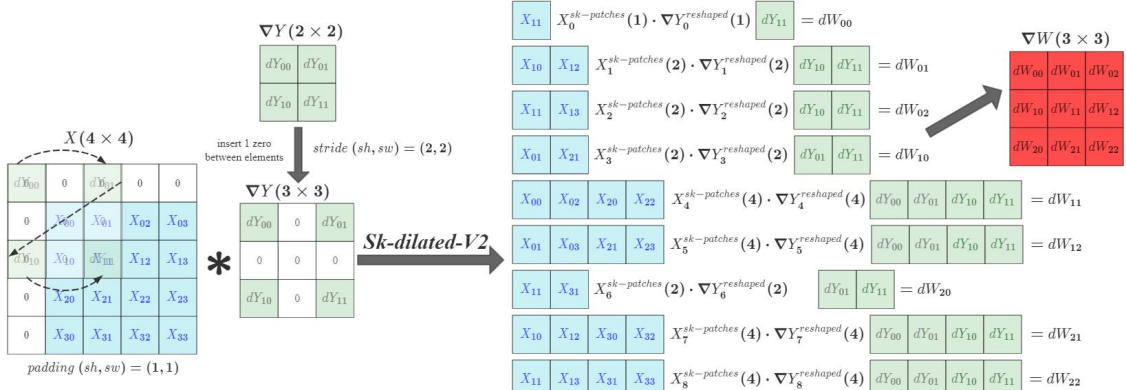 ∇Y(2 × 2)
dY₀₀ dY₀₁
dY₁₀ dY₁₁
insert 1 zero
between elements
stride (sh, sw) = (2, 2)
X(4 × 4)
dY₀₀ 0 dY₀₁ 0 0
0 X₀₀ X₀₁ X₀₂ X₀₃
dY₁₀ X₁₀ X₁₂ X₁₃
0 X₂₀ X₂₁ X₂₂ X₂₃
0 X₃₀ X₃₁ X₃₂ X₃₃
padding (sh, sw) = (1, 1)
*
∇Y(3 × 3)
dY₀₀ 0 dY₀₁
0 0 0
dY₁₀ 0 dY₁₁
Sk-dilated-V2
X₁₁ X₀^{sk-patches}(1) · ∇Y₀^{reshaped}(1) dY₁₁ = dW₀₀
X₁₀ X₁₂ X₁^{sk-patches}(2) · ∇Y₁^{reshaped}(2) dY₁₀ dY₁₁ = dW₀₁
X₁₁ X₁₃ X₂^{sk-patches}(2) · ∇Y₂^{reshaped}(2) dY₁₀ dY₁₁ = dW₀₂
X₀₁ X₂₁ X₃^{sk-patches}(2) · ∇Y₃^{reshaped}(2) dY₀₁ dY₁₁ = dW₁₀
X₀₀ X₀₂ X₂₀ X₂₂ X₄^{sk-patches}(4) · ∇Y₄^{reshaped}(4) dY₀₀ dY₀₁ dY₁₀ dY₁₁ = dW₁₁
X₀₁ X₀₃ X₂₁ X₂₃ X₅^{sk-patches}(4) · ∇Y₅^{reshaped}(4) dY₀₀ dY₀₁ dY₁₀ dY₁₁ = dW₁₂
X₁₁ X₃₁ X₆^{sk-patches}(2) · ∇Y₆^{reshaped}(2) dY₀₁ dY₁₁ = dW₂₀
X₁₀ X₁₂ X₃₀ X₃₂ X₇^{sk-patches}(4) · ∇Y₇^{reshaped}(4) dY₀₀ dY₀₁ dY₁₀ dY₁₁ = dW₂₁
X₁₁ X₁₃ X₃₁ X₃₃ X₈^{sk-patches}(4) · ∇Y₈^{reshaped}(4) dY₀₀ dY₀₁ dY₁₀ dY₁₁ = dW₂₂
∇W(3 × 3)
dW₀₀ dW₀₁ dW₀₂
dW₁₀ dW₁₁ dW₁₂
dW₂₀ dW₂₁ dW₂₂